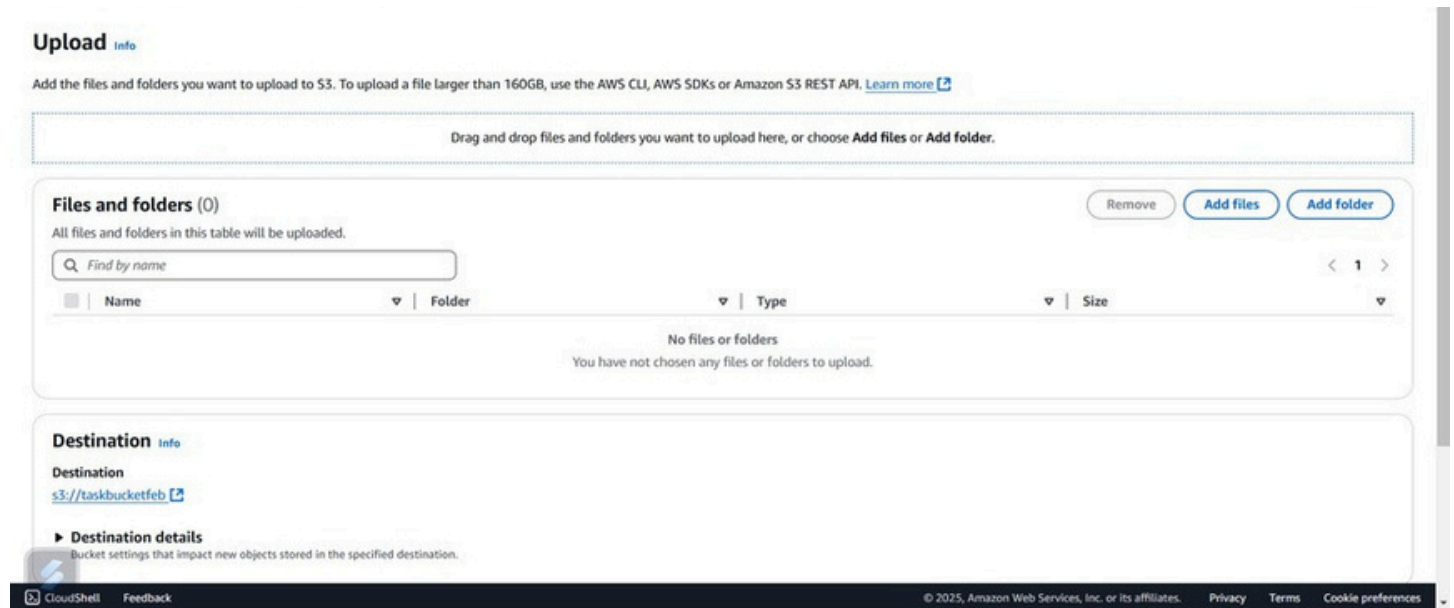 Upload Info
Add the files and folders you want to upload to S3. To upload a file larger than 160GB, use the AWS CLI, AWS SDKs or Amazon S3 REST API. Learn more
Drag and drop files and folders you want to upload here, or choose Add files or Add folder.
Files and folders (0)
Remove Add files Add folder
All files and folders in this table will be uploaded.
Find by name
1
Name Folder Type Size
No files or folders
You have not chosen any files or folders to upload.
Destination Info
Destination
s3://taskbucketfeb
Destination details
Bucket settings that impact new objects stored in the specified destination.
CloudShell Feedback © 2025, Amazon Web Services, Inc. or its affiliates. Privacy Terms Cookie preferences